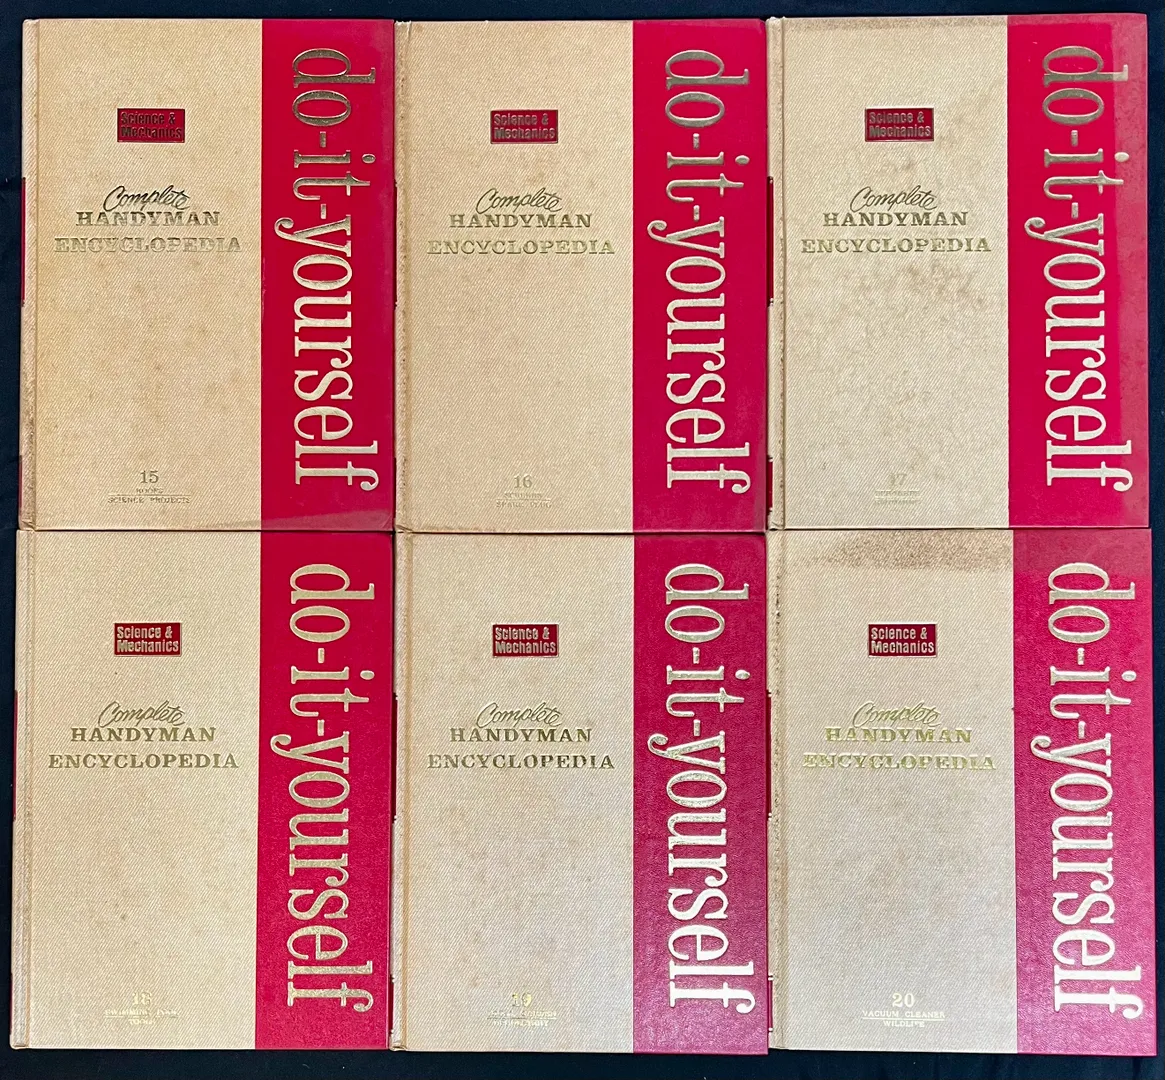 Science &
Mechanics
Complete
HANDYMAN
ENCYCLOPEDIA
15
ROOFS
SCIENCE PROJECTS
do-it-yourself
Science &
Mechanics
Complete
HANDYMAN
ENCYCLOPEDIA
16
do-it-yourself
Science &
Mechanics
Complete
HANDYMAN
ENCYCLOPEDIA
17
do-it-yourself
Science &
Mechanics
Complete
HANDYMAN
ENCYCLOPEDIA
18
SWIMMING POOL
TOOLS
do-it-yourself
Science &
Mechanics
Complete
HANDYMAN
ENCYCLOPEDIA
19
do-it-yourself
Science &
Mechanics
Complete
HANDYMAN
ENCYCLOPEDIA
20
VACUUM CLEANER
WILDLIFE
do-it-yourself